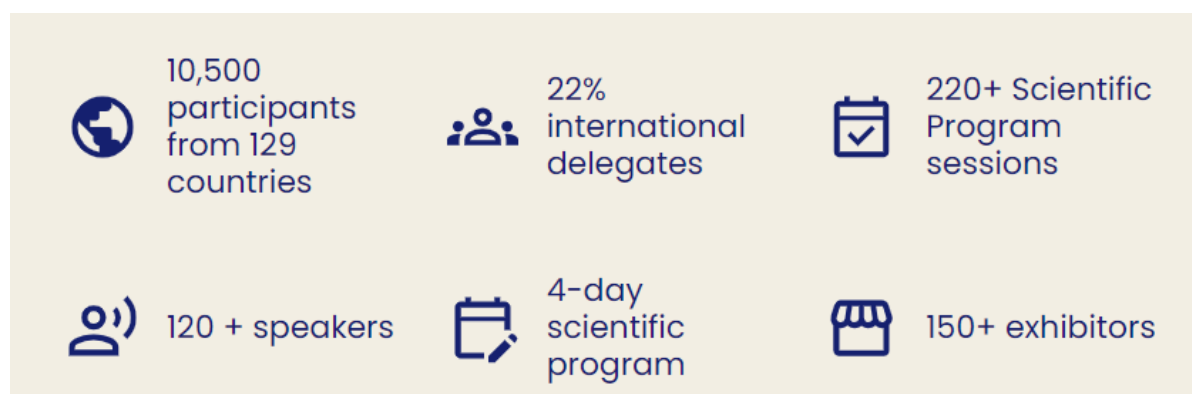 10,500
participants
from 129
countries
22%
international
delegates
220+ Scientific
Program
sessions
120 + speakers
4-day
scientific
program
150+ exhibitors